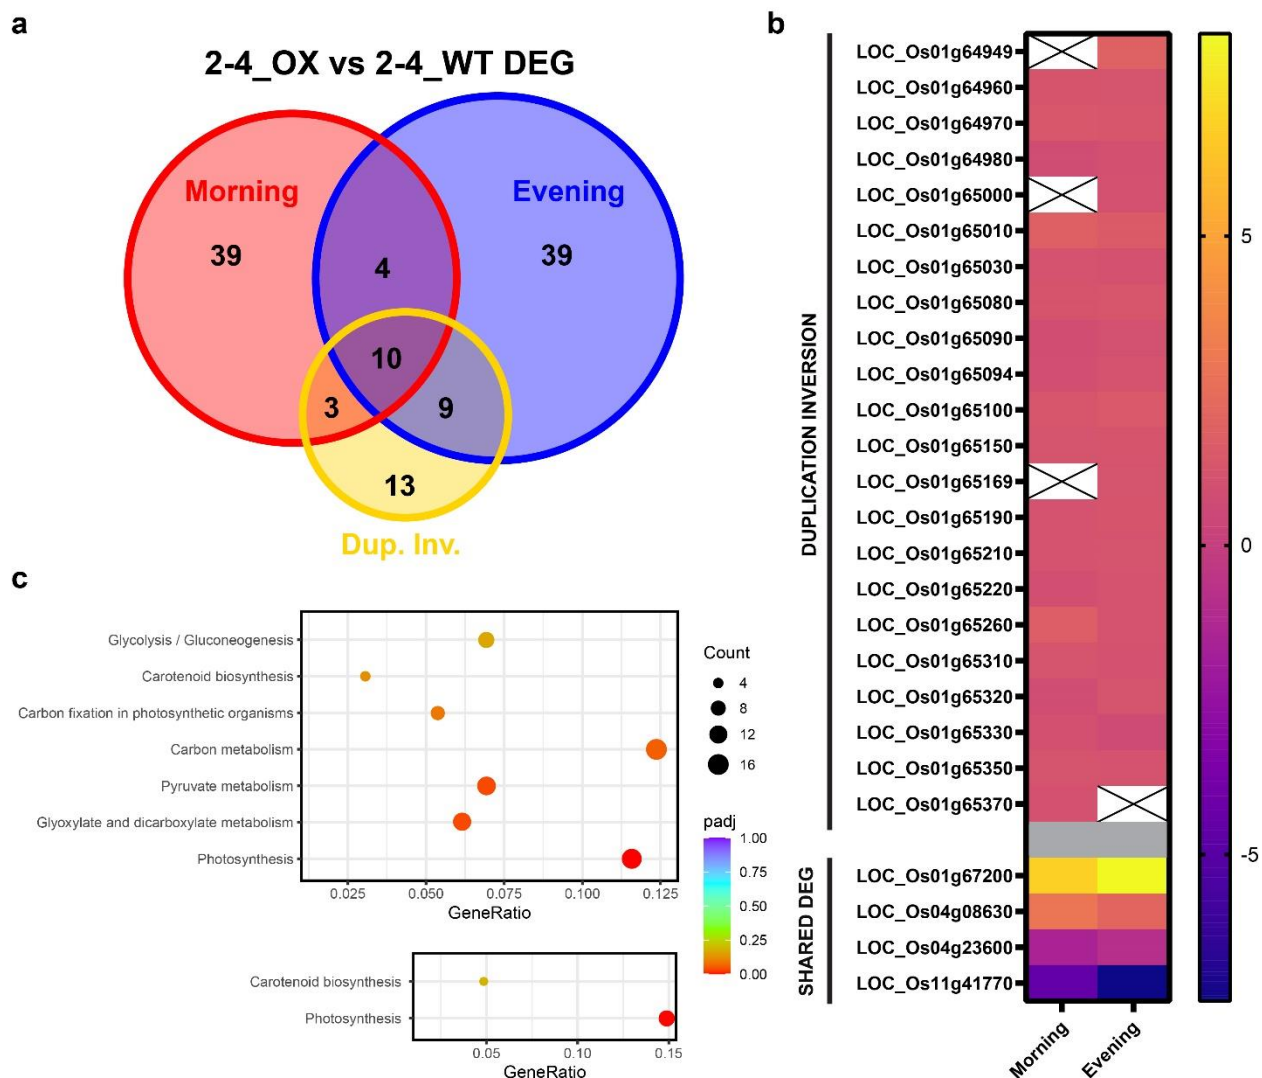 a
2-4_OX vs 2-4_WT DEG
Morning
Evening
39
4
39
10
3
9
13
Dup. Inv.
b
DUPLICATION INVERSION
LOC_Os01g64949
LOC_Os01g64960
LOC_Os01g64970
LOC_Os01g64980
LOC_Os01g65000
LOC_Os01g65010
LOC_Os01g65030
LOC_Os01g65080
LOC_Os01g65090
LOC_Os01g65094
LOC_Os01g65100
LOC_Os01g65150
LOC_Os01g65169
LOC_Os01g65190
LOC_Os01g65210
LOC_Os01g65220
LOC_Os01g65260
LOC_Os01g65310
LOC_Os01g65320
LOC_Os01g65330
LOC_Os01g65350
LOC_Os01g65370
SHARED DEG
LOC_Os01g67200
LOC_Os04g08630
LOC_Os04g23600
LOC_Os11g41770
Morning
Evening
5
0
-5
c
Glycolysis / Gluconeogenesis
Carotenoid biosynthesis
Carbon fixation in photosynthetic organisms
Carbon metabolism
Pyruvate metabolism
Glyoxylate and dicarboxylate metabolism
Photosynthesis
0.025 0.050 0.075 0.100 0.125
GeneRatio
Count
4
8
12
16
padj
1.00
0.75
0.50
0.25
0.00
Carotenoid biosynthesis
Photosynthesis
0.05 0.10 0.15
GeneRatio